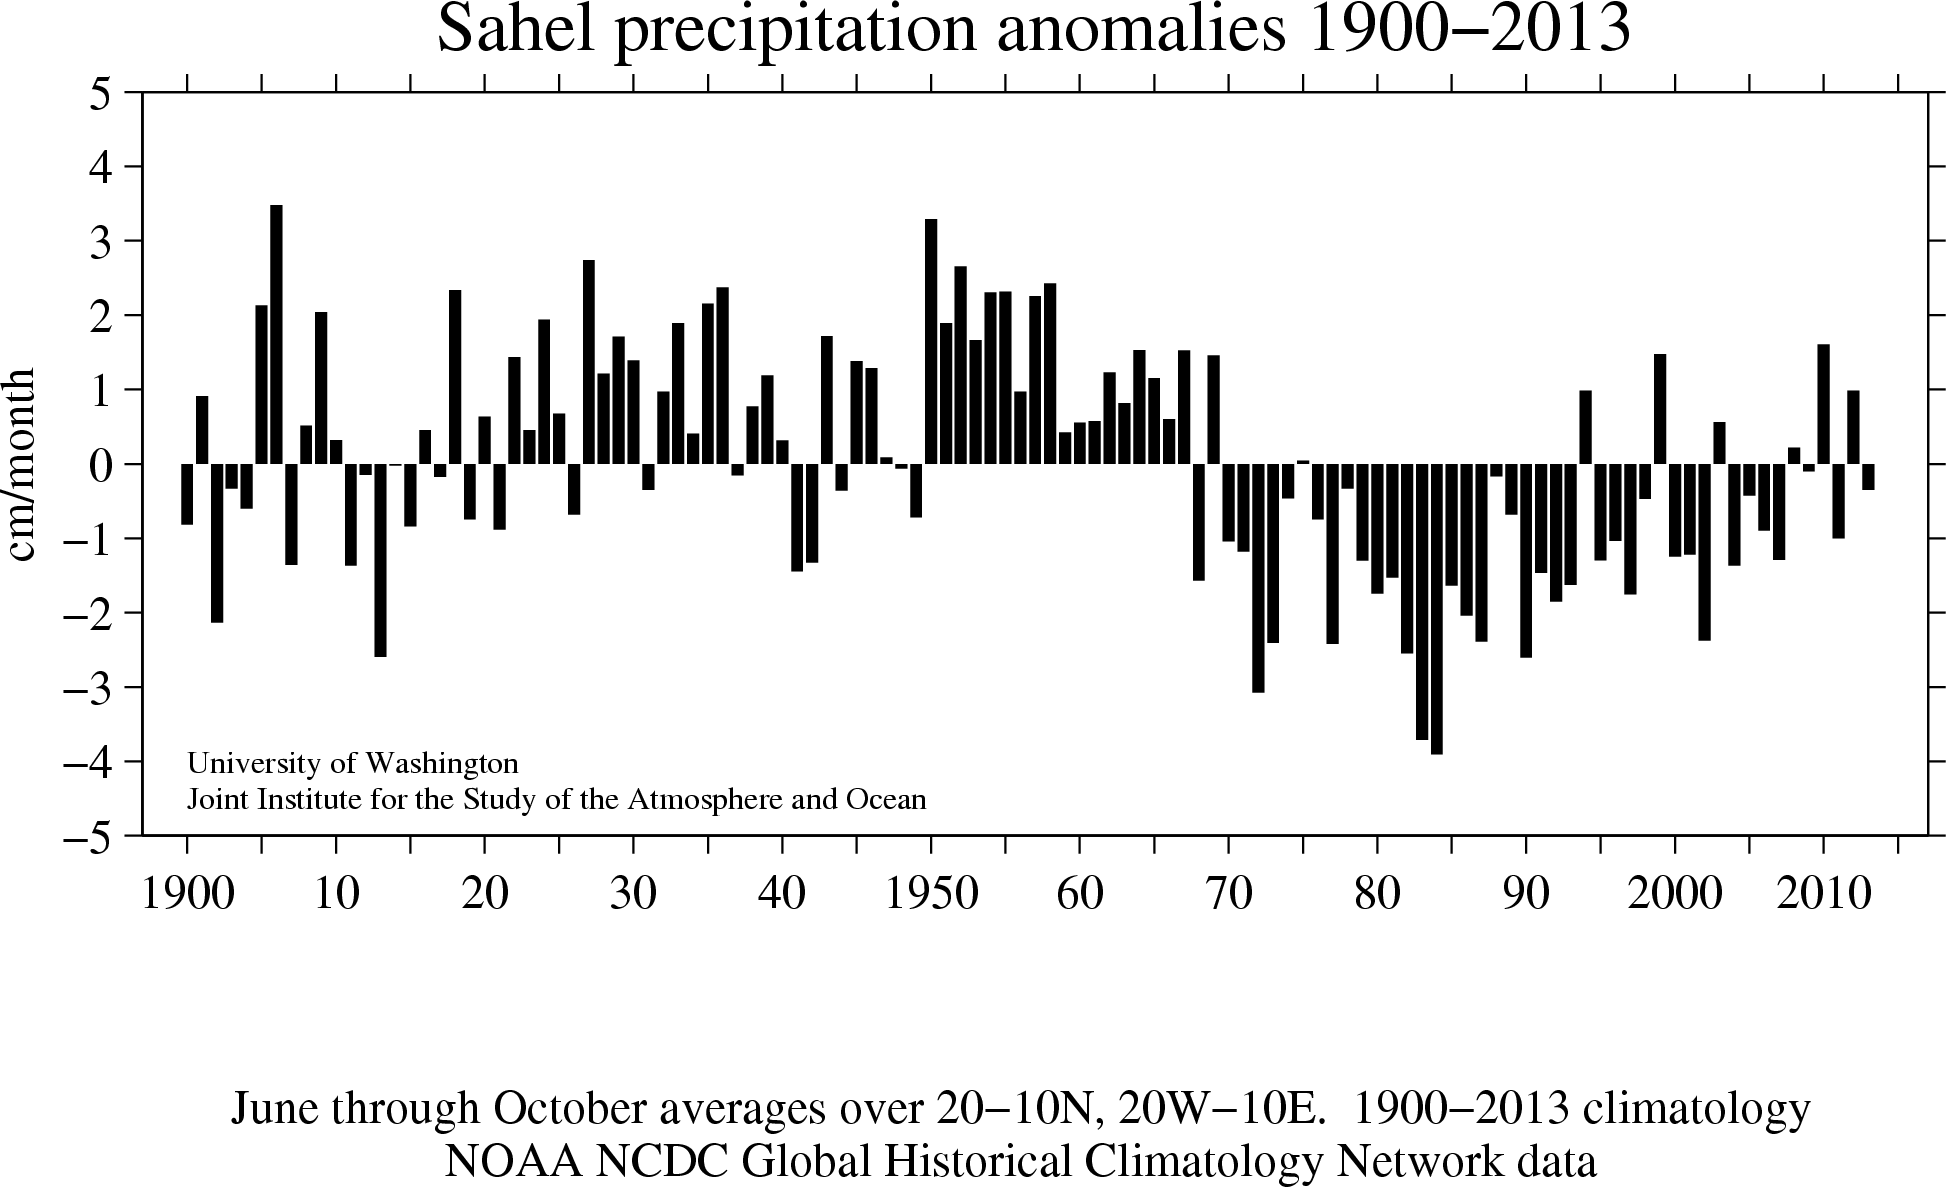 Sahel precipitation anomalies 1900−2013
5
4
3
2
1
0
−1
−2
−3
−4
−5
cm/month
University of Washington
Joint Institute for the Study of the Atmosphere and Ocean
1900 10 20 30 40 1950 60 70 80 90 2000 2010
June through October averages over 20−10N, 20W−10E. 1900−2013 climatology
NOAA NCDC Global Historical Climatology Network data